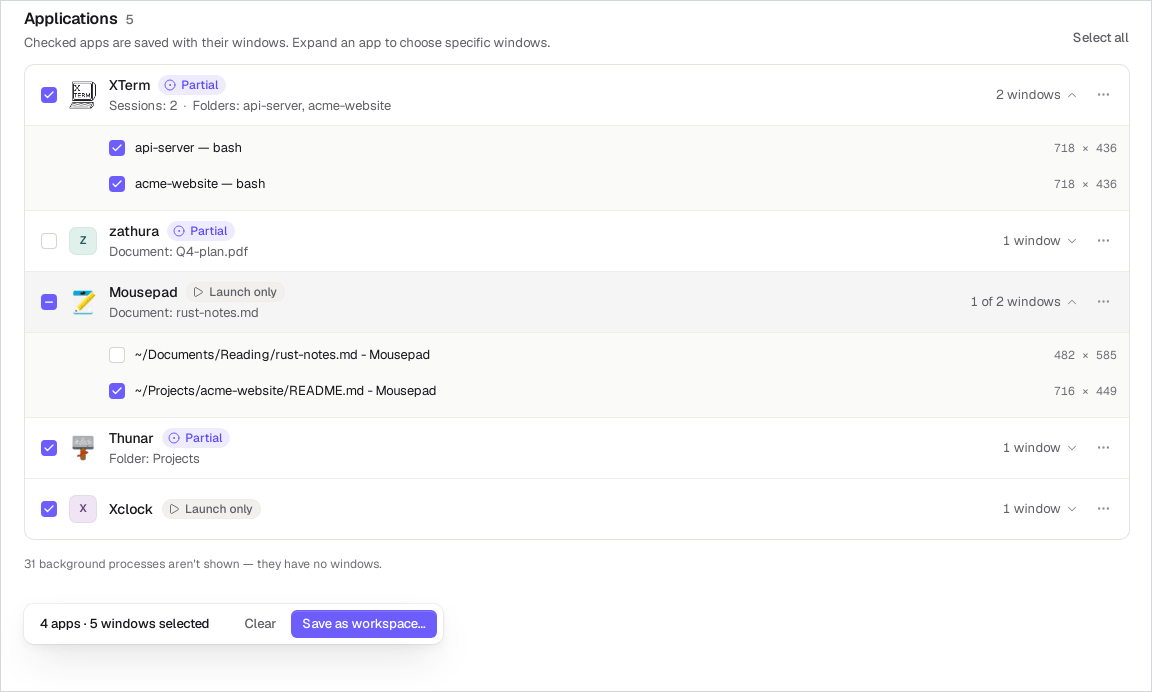 Applications 5
Checked apps are saved with their windows. Expand an app to choose specific windows.
Select all
XTERM
XTerm Partial
Sessions: 2 · Folders: api-server, acme-website
2 windows
api-server — bash 718 × 436
acme-website — bash 718 × 436
Z
zathura Partial
Document: Q4-plan.pdf
1 window
Mousepad Launch only
Document: rust-notes.md
1 of 2 windows
~/Documents/Reading/rust-notes.md - Mousepad 482 × 585
~/Projects/acme-website/README.md - Mousepad 716 × 449
Thunar Partial
Folder: Projects
1 window
X
Xclock Launch only
1 window
31 background processes aren't shown — they have no windows.
4 apps · 5 windows selected Clear Save as workspace...